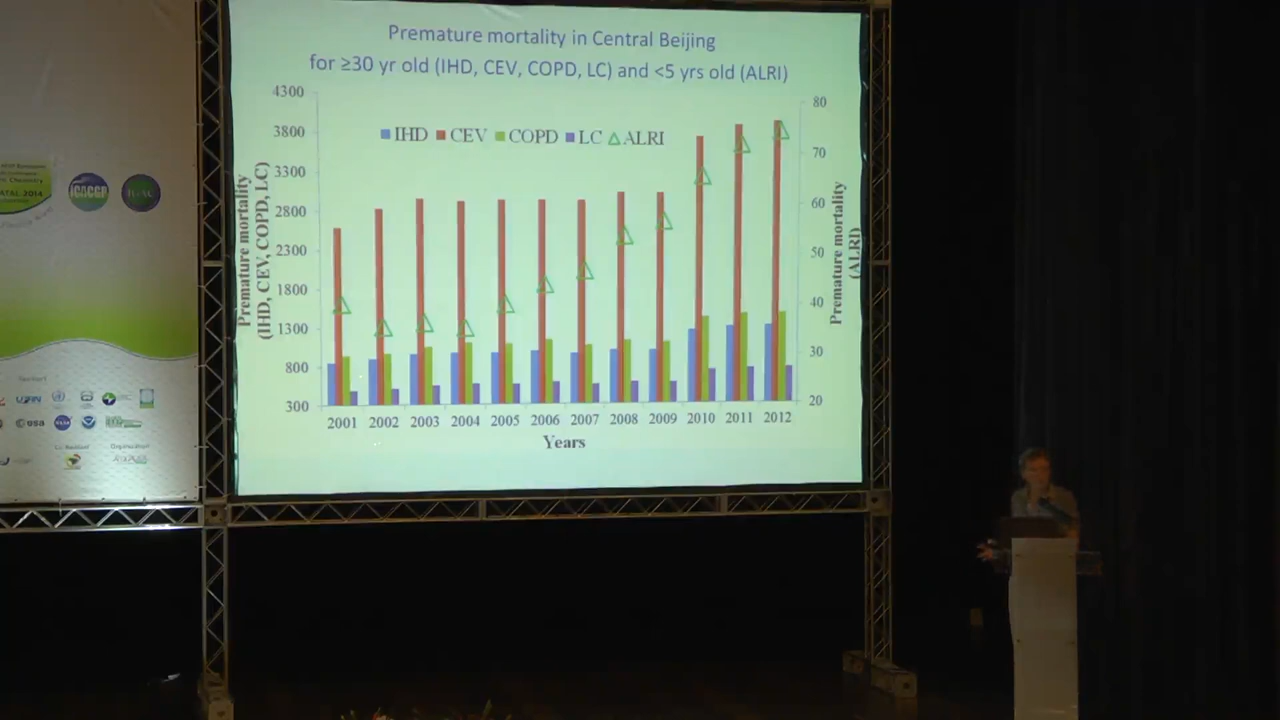 Premature mortality in Central Beijing
for ≥30 yr old (IHD, CEV, COPD, LC) and <5 yrs old (ALRI)
IHD CEV COPD LC ALRI
Premature mortality
(IHD, CEV, COPD, LC)
4300
3800
3300
2800
2300
1800
1300
800
300
80
70
60
50
40
30
20
Premature mortality
(ALRI)
2001 2002 2003 2004 2005 2006 2007 2008 2009 2010 2011 2012
Years
NATAL 2014
iCACGP
IGAC